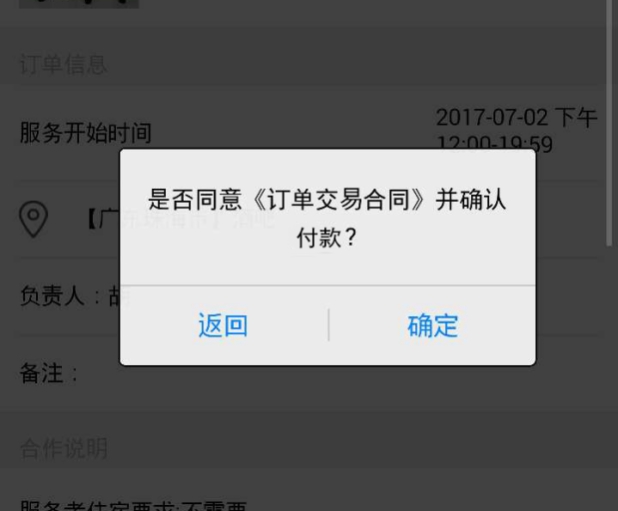 订单信息
服务开始时间
2017-07-02 下午
12:00-19:59
是否同意《订单交易合同》并确认
付款？
【广
负责人：胡
返回
确定
备注：
合作说明
服务者住宿要求:不需要